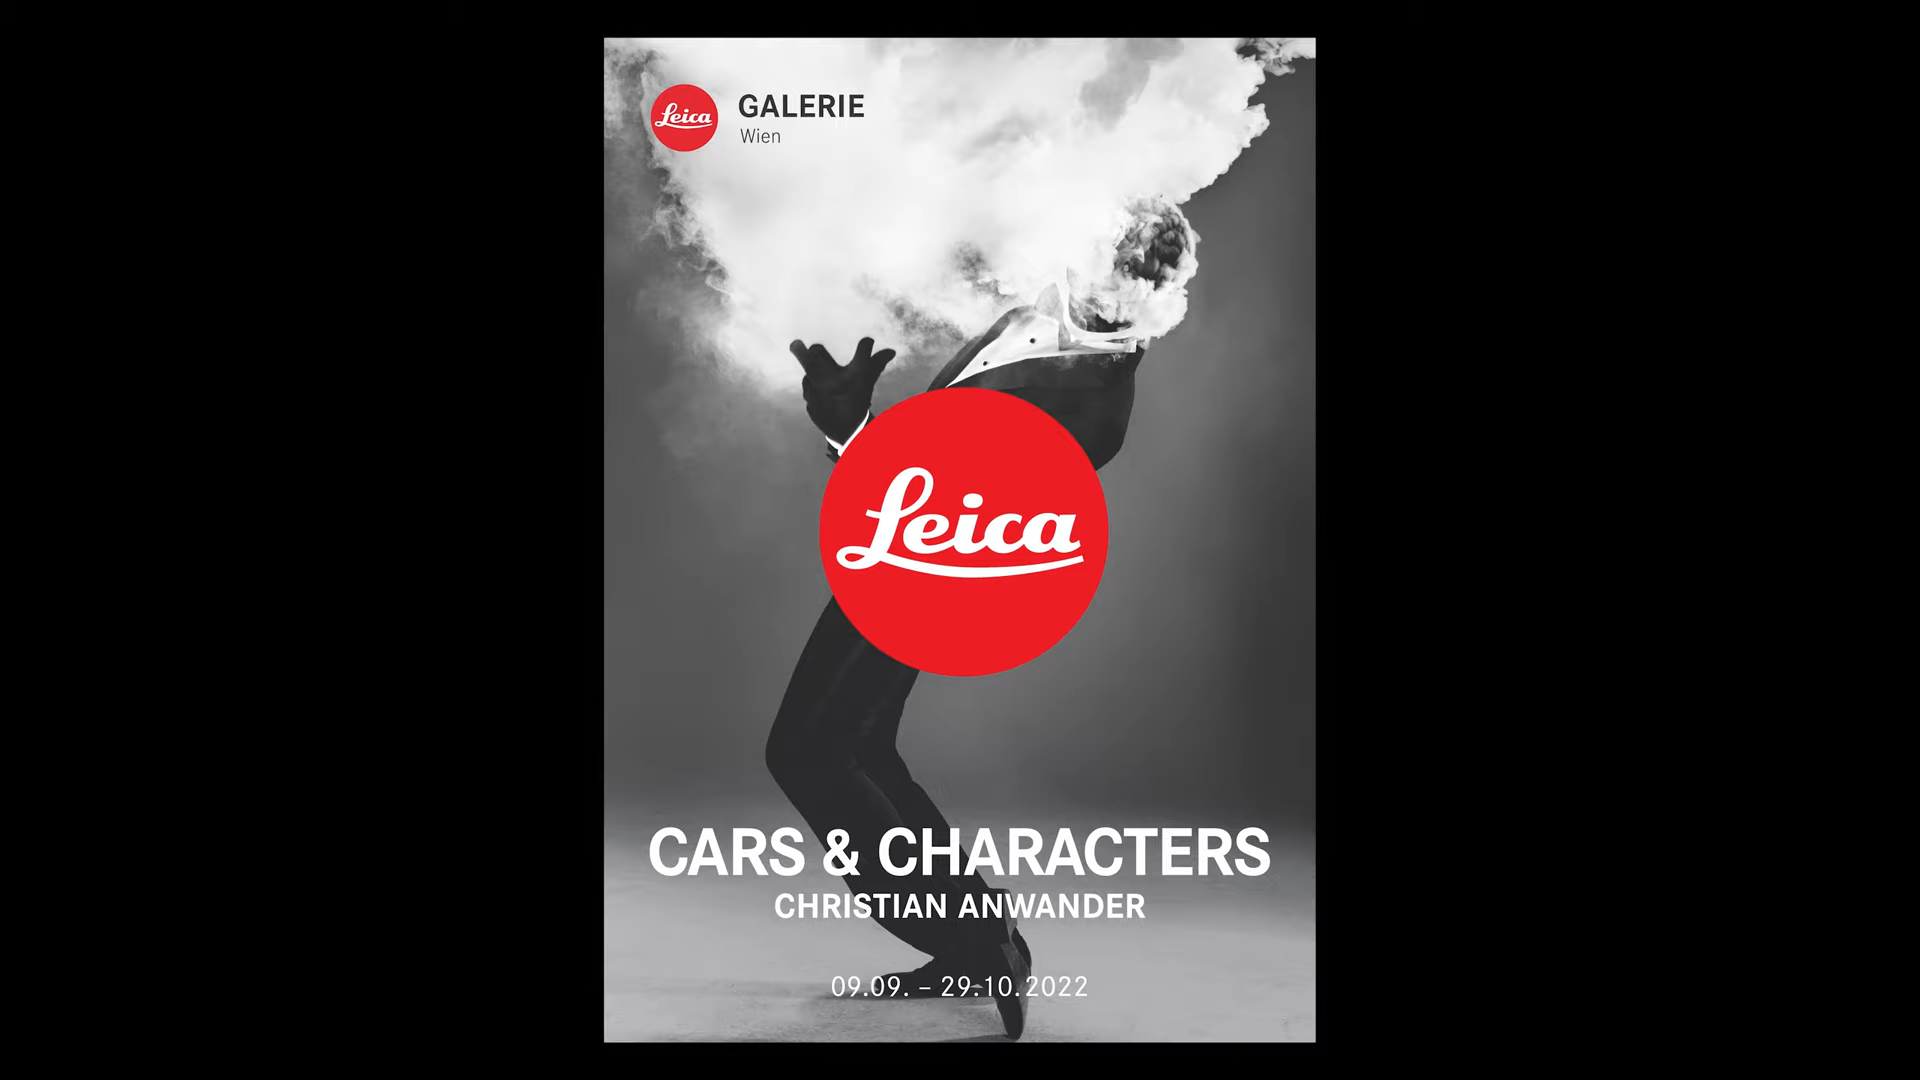 Leica
GALERIE
Wien
Leica
CARS & CHARACTERS
CHRISTIAN ANWANDER
09.09. – 29.10.2022